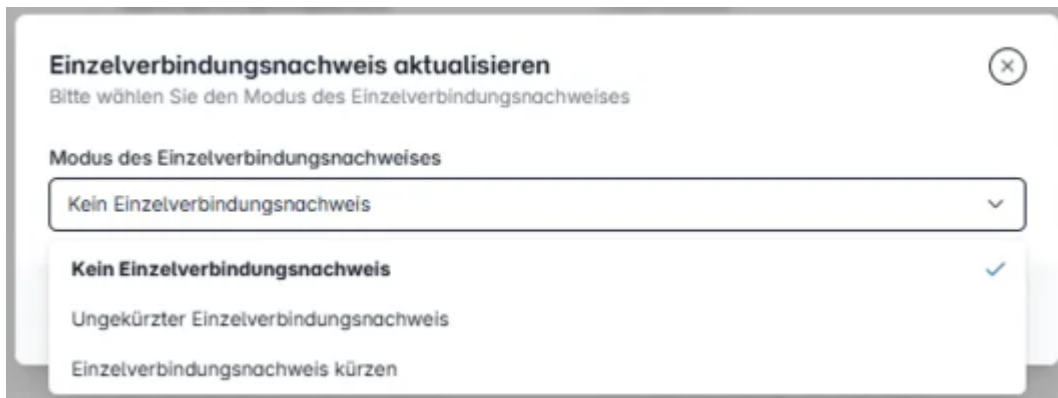 Einzelverbindungsnachweis aktualisieren
Bitte wählen Sie den Modus des Einzelverbindungsnachweises
Modus des Einzelverbindungsnachweises
Kein Einzelverbindungsnachweis
Kein Einzelverbindungsnachweis
Ungekürzter Einzelverbindungsnachweis
Einzelverbindungsnachweis kürzen